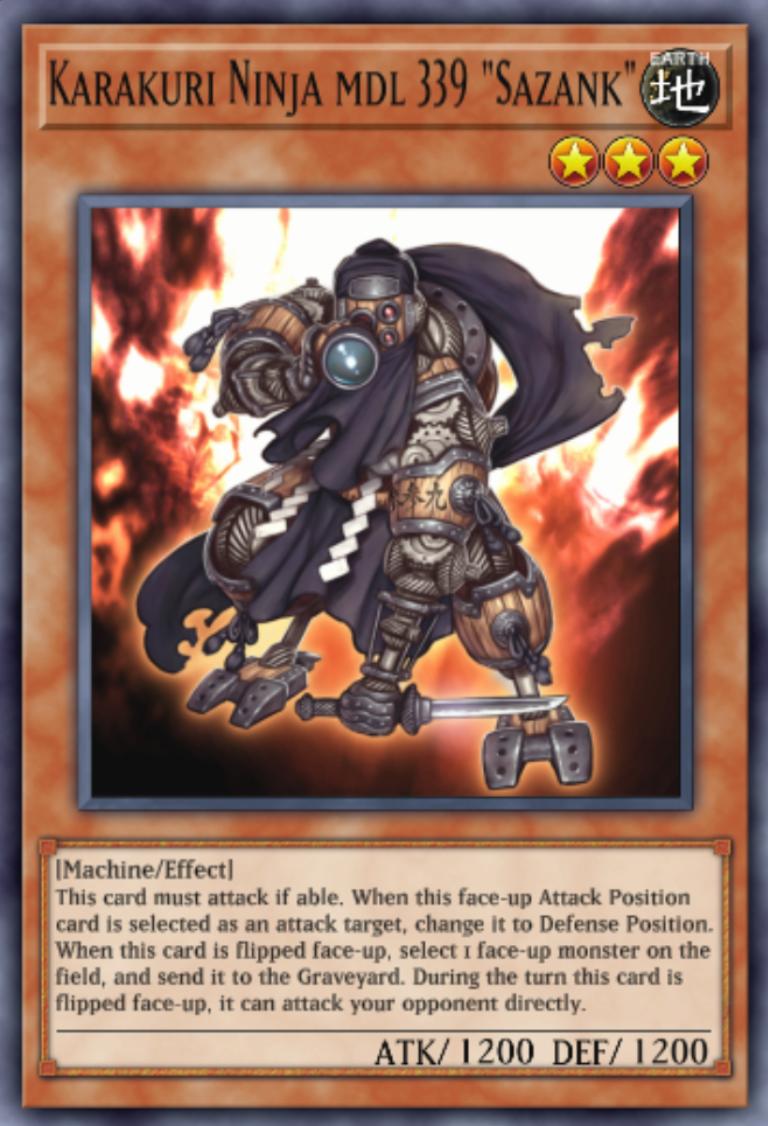 KARAKURI NINJA MDL 339 "SAZANK"
EARTH
地
[Machine/Effect]
This card must attack if able. When this face-up Attack Position
card is selected as an attack target, change it to Defense Position.
When this card is flipped face-up, select 1 face-up monster on the
field, and send it to the Graveyard. During the turn this card is
flipped face-up, it can attack your opponent directly.
ATK/ 1200 DEF/ 1200